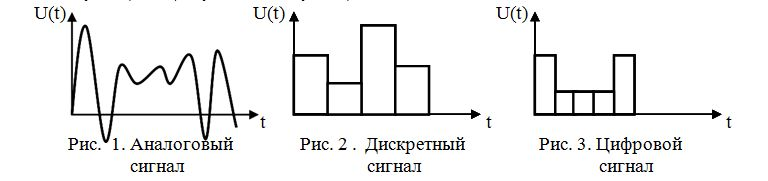 U(t)
t
Рис. 1. Аналоговый
сигнал
U(t)
t
Рис. 2 . Дискретный
сигнал
U(t)
t
Рис. 3. Цифровой
сигнал